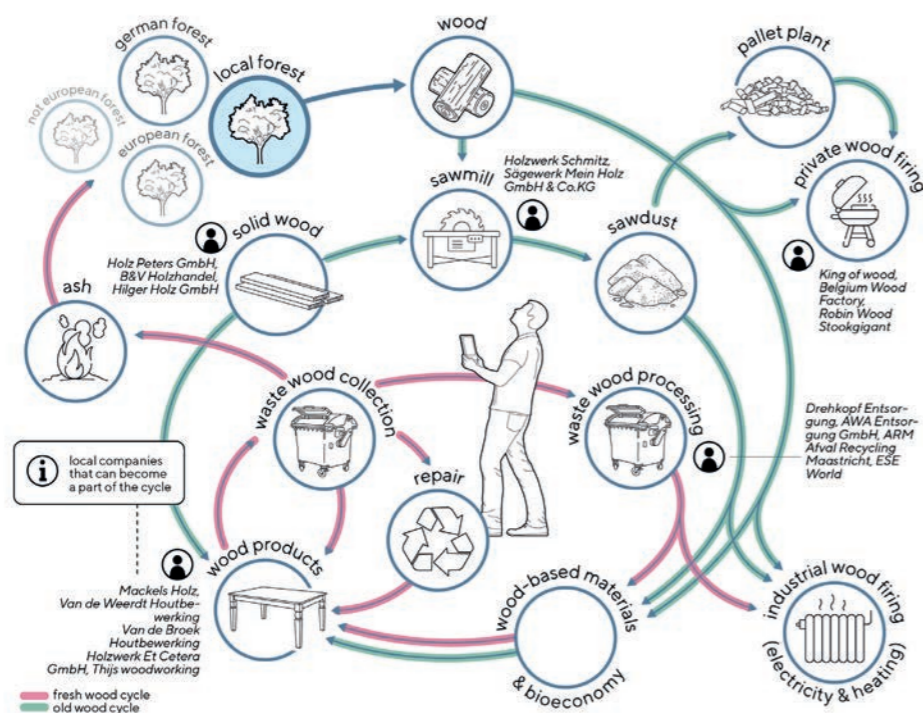 german forest
local forest
not european forest
european forest
wood
pallet plant
private wood firing
sawmill
Holzwerk Schmitz,
Sägewerk Mein Holz
GmbH & Co.KG
sawdust
solid wood
Holz Peters GmbH,
B&V Holzhandel,
Hilger Holz GmbH
King of wood,
Belgium Wood
Factory,
Robin Wood
Stookgigant
ash
waste wood collection
waste wood processing
Drehkopf Entsor-
gung, AWA Entsor-
gung GmbH, ARM
Afval Recycling
Maastricht, ESE
World
i
local companies
that can become
a part of the cycle
repair
wood products
Mackels Holz,
Van de Weerdt Houtbe-
werking
Van de Broek
Houtbewerking
Holzwerk Et Cetera
GmbH, Thijs woodworking
wood-based materials
& bioeconomy
industrial wood firing
(electricity & heating)
fresh wood cycle
old wood cycle